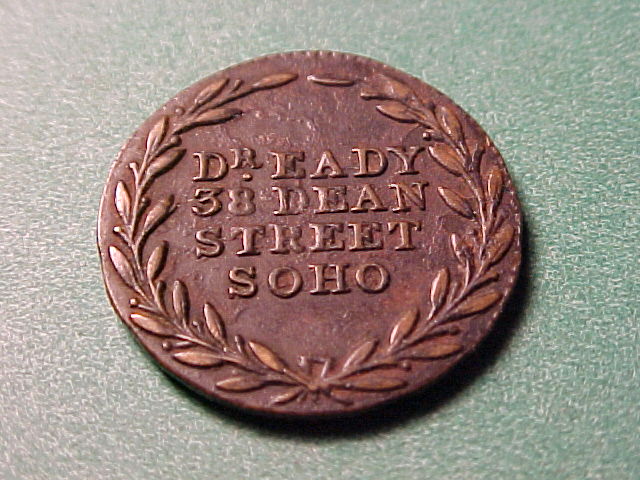 DR. EADY
38 DEAN
STREET
SOHO